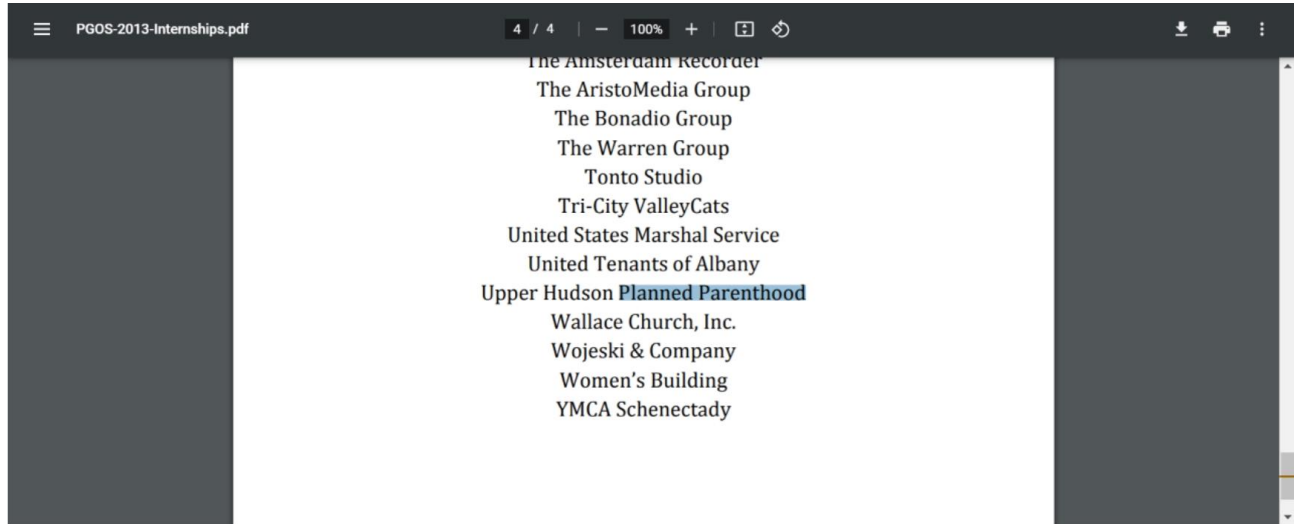 PGOS-2013-Internships.pdf
4 / 4 | − 100% + |
The Amsterdam Recorder
The AristoMedia Group
The Bonadio Group
The Warren Group
Tonto Studio
Tri-City ValleyCats
United States Marshal Service
United Tenants of Albany
Upper Hudson Planned Parenthood
Wallace Church, Inc.
Wojeski & Company
Women’s Building
YMCA Schenectady